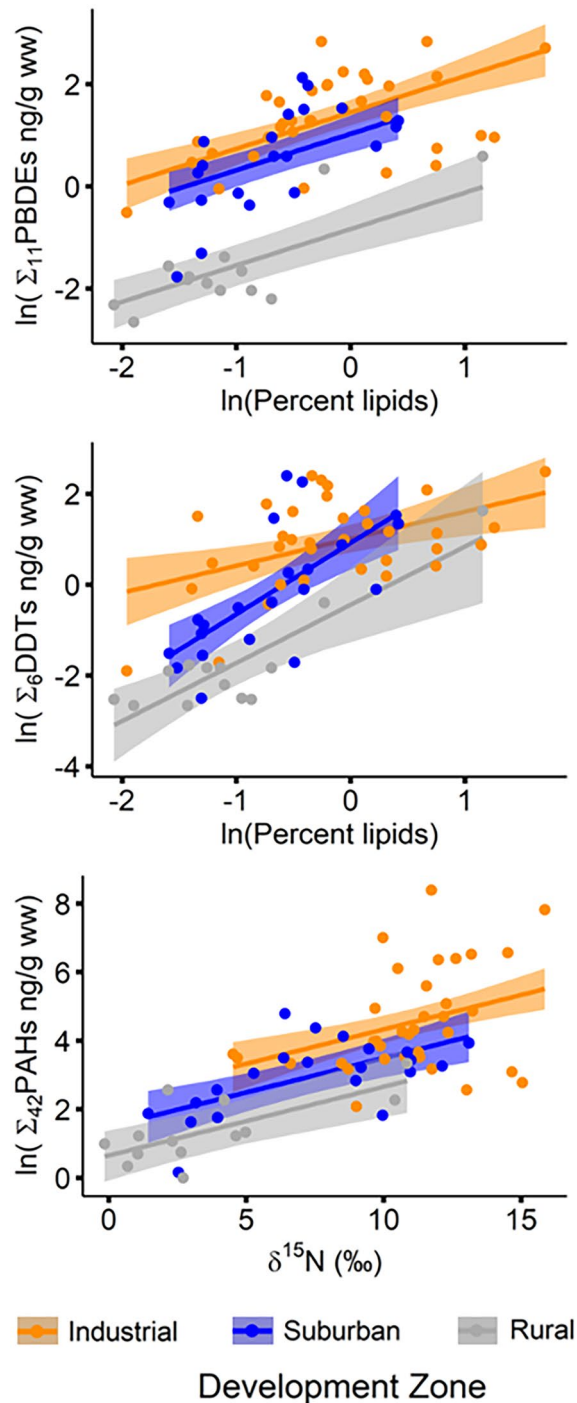 ln( Σ₁₁PBDEs ng/g ww)
2
0
-2
-2 -1 0 1
ln(Percent lipids)
ln( Σ₆DDTs ng/g ww)
2
0
-2
-4
-2 -1 0 1
ln(Percent lipids)
ln( Σ₄₂PAHs ng/g ww)
8
6
4
2
0
0 5 10 15
δ¹⁵N (‰)
Industrial Suburban Rural
Development Zone